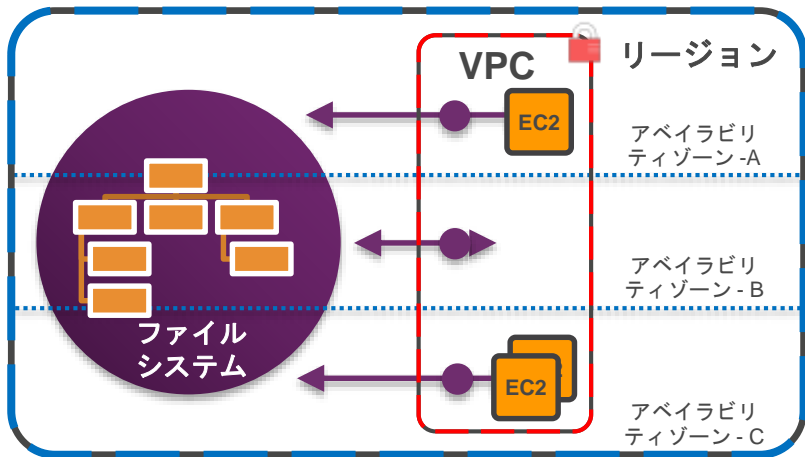 VPC
リージョン
EC2
アベイラビリ
ティゾーン -A
アベイラビリ
ティゾーン - B
ファイル
システム
EC2
アベイラビリ
ティゾーン - C